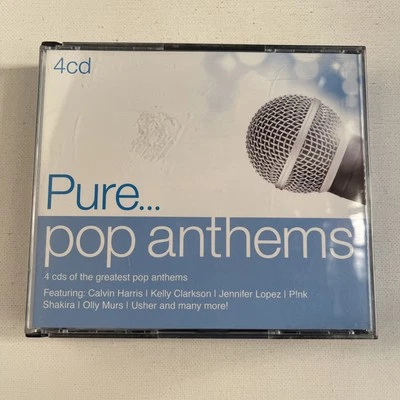 4cd
Pure...
pop anthems
4 cds of the greatest pop anthems
Featuring: Calvin Harris | Kelly Clarkson | Jennifer Lopez | P!nk
Shakira | Olly Murs | Usher and many more!